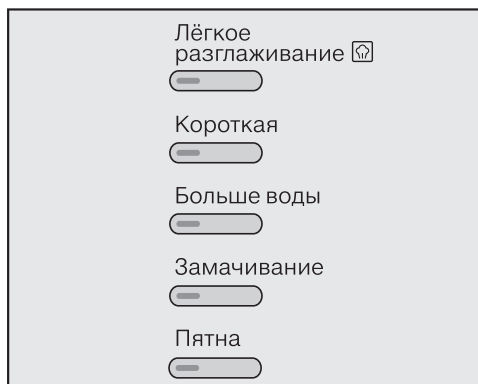 Лёгкое
разглаживание
Короткая
Больше воды
Замачивание
Пятна